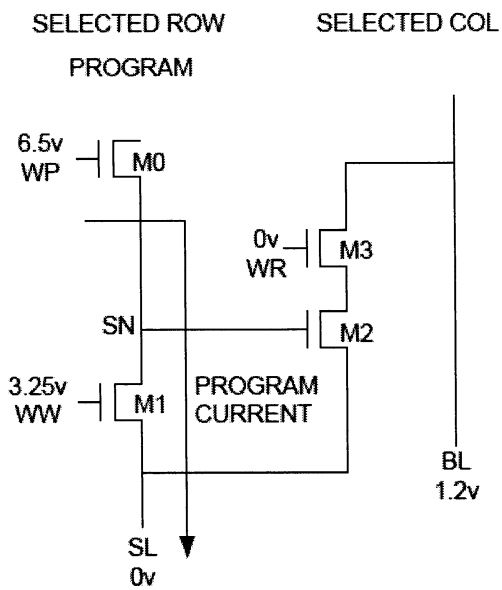 SELECTED ROW
SELECTED COL
PROGRAM
6.5v
WP
M0
0v
WR
M3
SN
M2
3.25v
WW
M1
PROGRAM
CURRENT
BL
1.2v
SL
0v